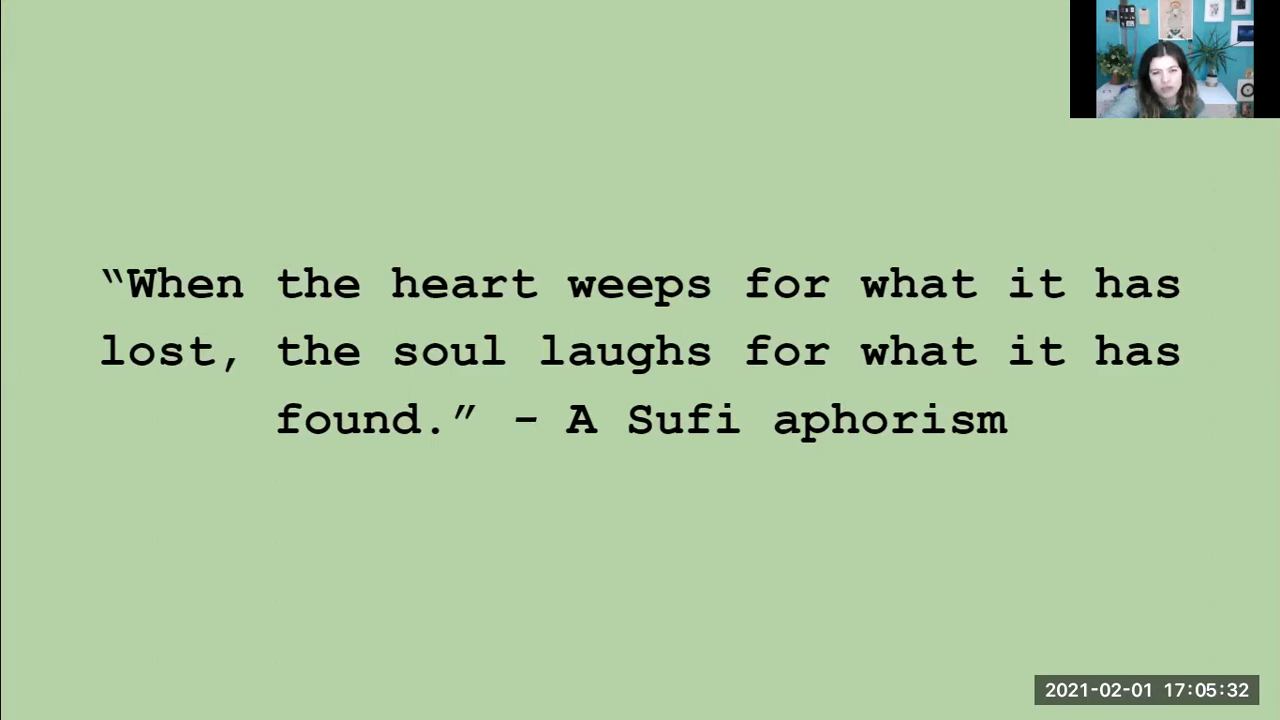 “When the heart weeps for what it has
lost, the soul laughs for what it has
found.” - A Sufi aphorism
2021-02-01 17:05:32